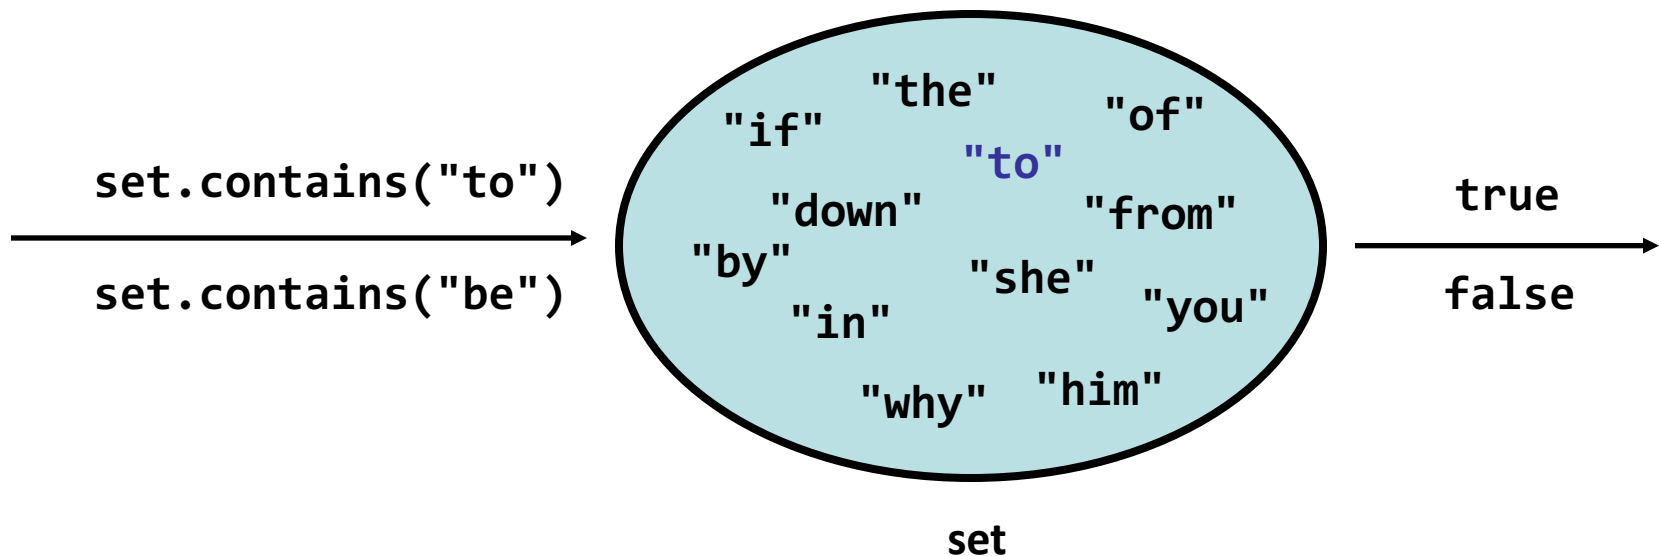 set.contains("to")
set.contains("be")
"the"
"of"
"if"
"to"
"down"
"from"
"by"
"she"
"you"
"in"
"him"
"why"
true
false
set